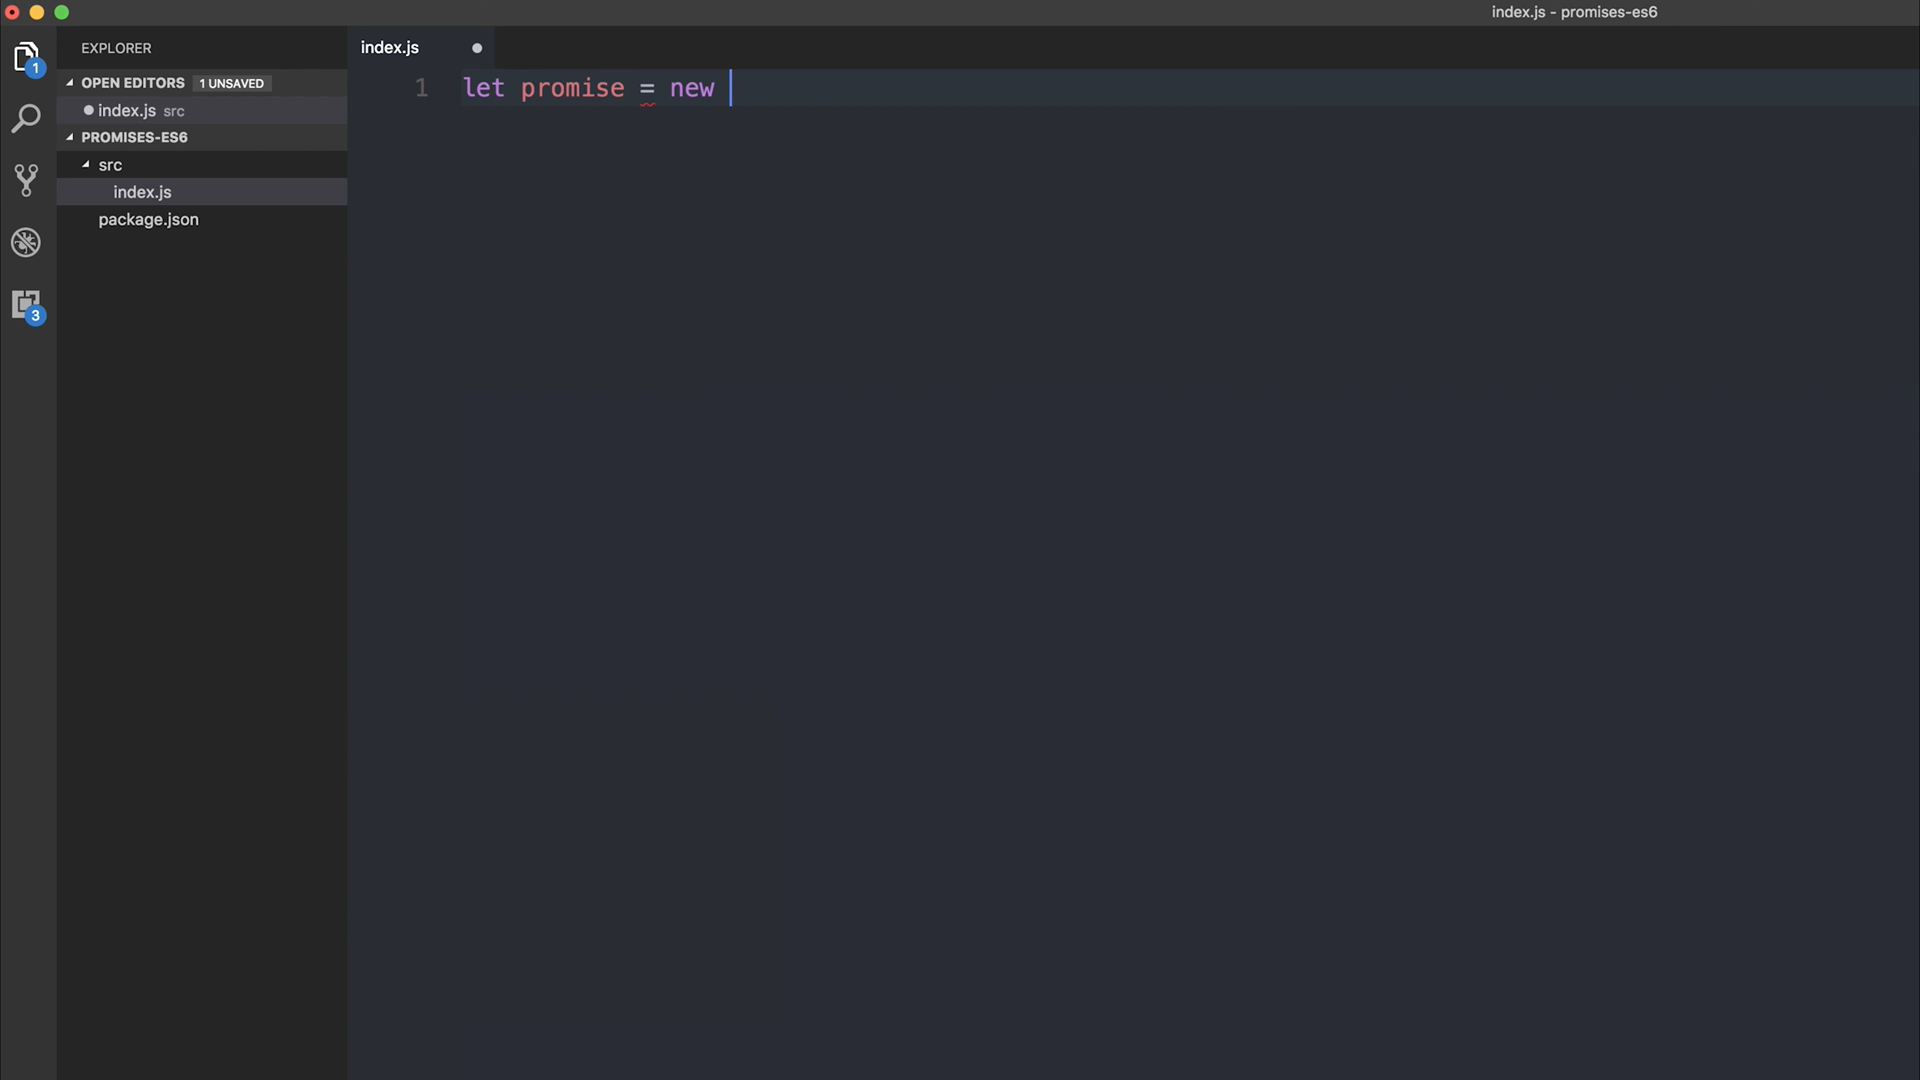 index.js - promises-es6
EXPLORER
OPEN EDITORS 1 UNSAVED
index.js src
PROMISES-ES6
src
index.js
package.json
1
3
index.js
1 let promise = new